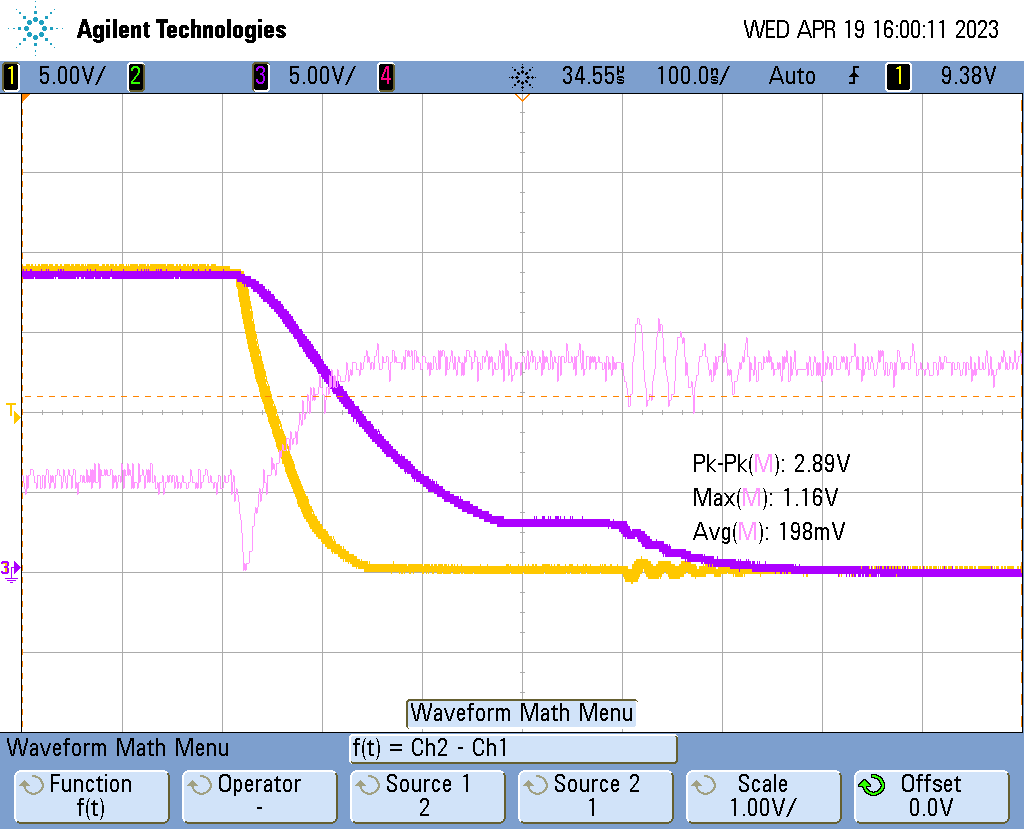 Agilent Technologies
WED APR 19 16:00:11 2023
1 5.00V/ 2 3 5.00V/ 4 34.55µs 100.0ns/ Auto 1 9.38V
T
3
Pk-Pk(M): 2.89V
Max(M): 1.16V
Avg(M): 198mV
Waveform Math Menu
Waveform Math Menu f(t) = Ch2 - Ch1
Function Operator Source 1 Source 2 Scale Offset
f(t) - 2 1 1.00V/ 0.0V